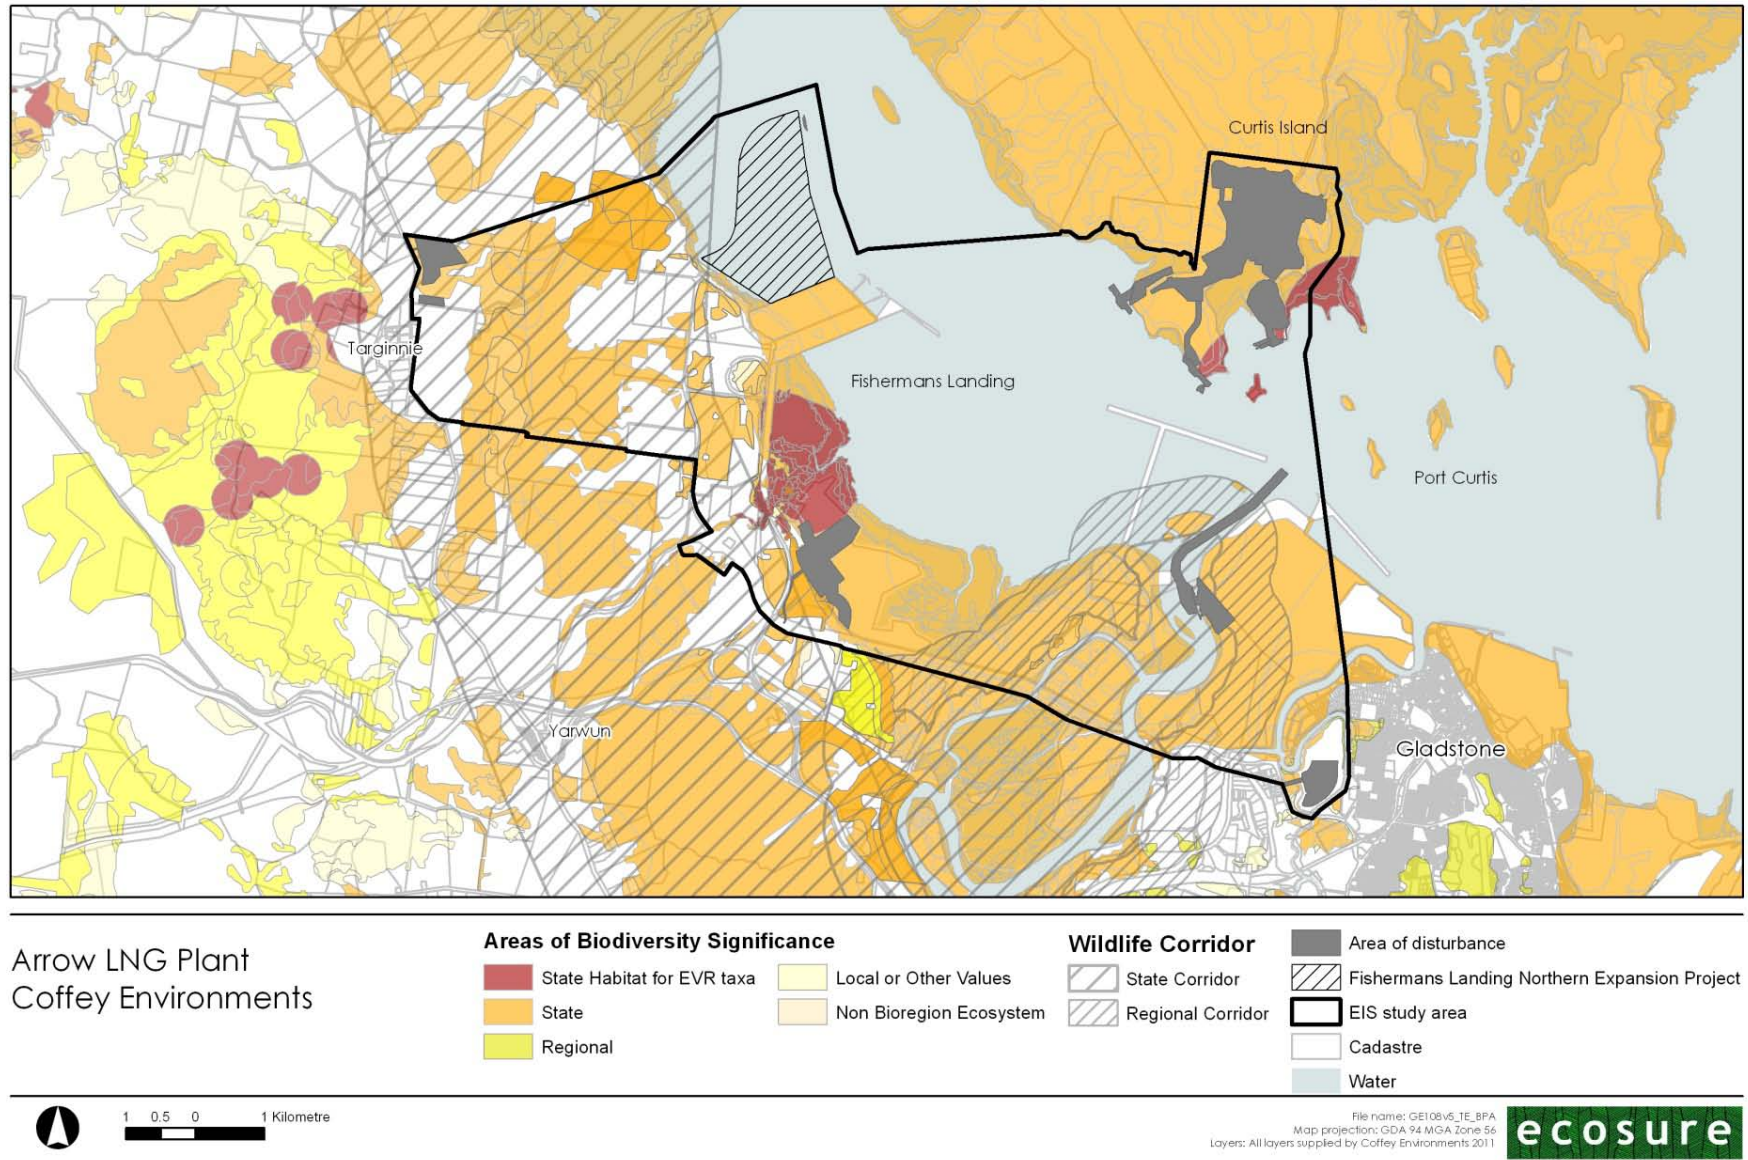 Curtis Island
Targinnie
Fishermans Landing
Port Curtis
Yarwun
Gladstone
Arrow LNG Plant
Coffey Environments
Areas of Biodiversity Significance
State Habitat for EVR taxa
State
Regional
Local or Other Values
Non Bioregion Ecosystem
Wildlife Corridor
State Corridor
Regional Corridor
Area of disturbance
Fishermans Landing Northern Expansion Project
EIS study area
Cadastre
Water
1 0.5 0 1 Kilometre
File name: GE108v5_TE_BPA
Map projection: GDA 94 MGA Zone 56
Layers: All layers supplied by Coffey Environments 2011
ecosure